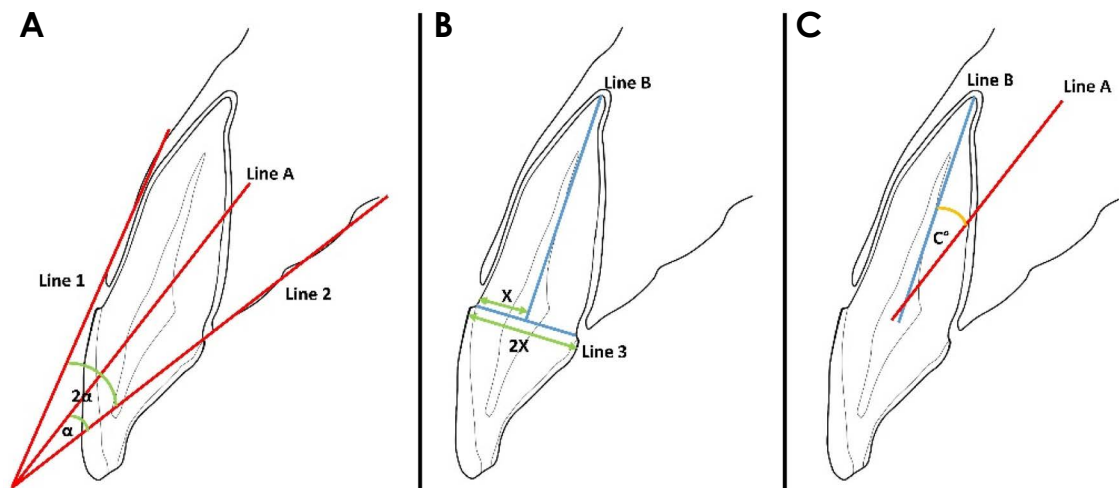 A
Line 1
Line A
Line 2
2α
α
B
Line B
X
2X
Line 3
C
Line B
Line A
C°